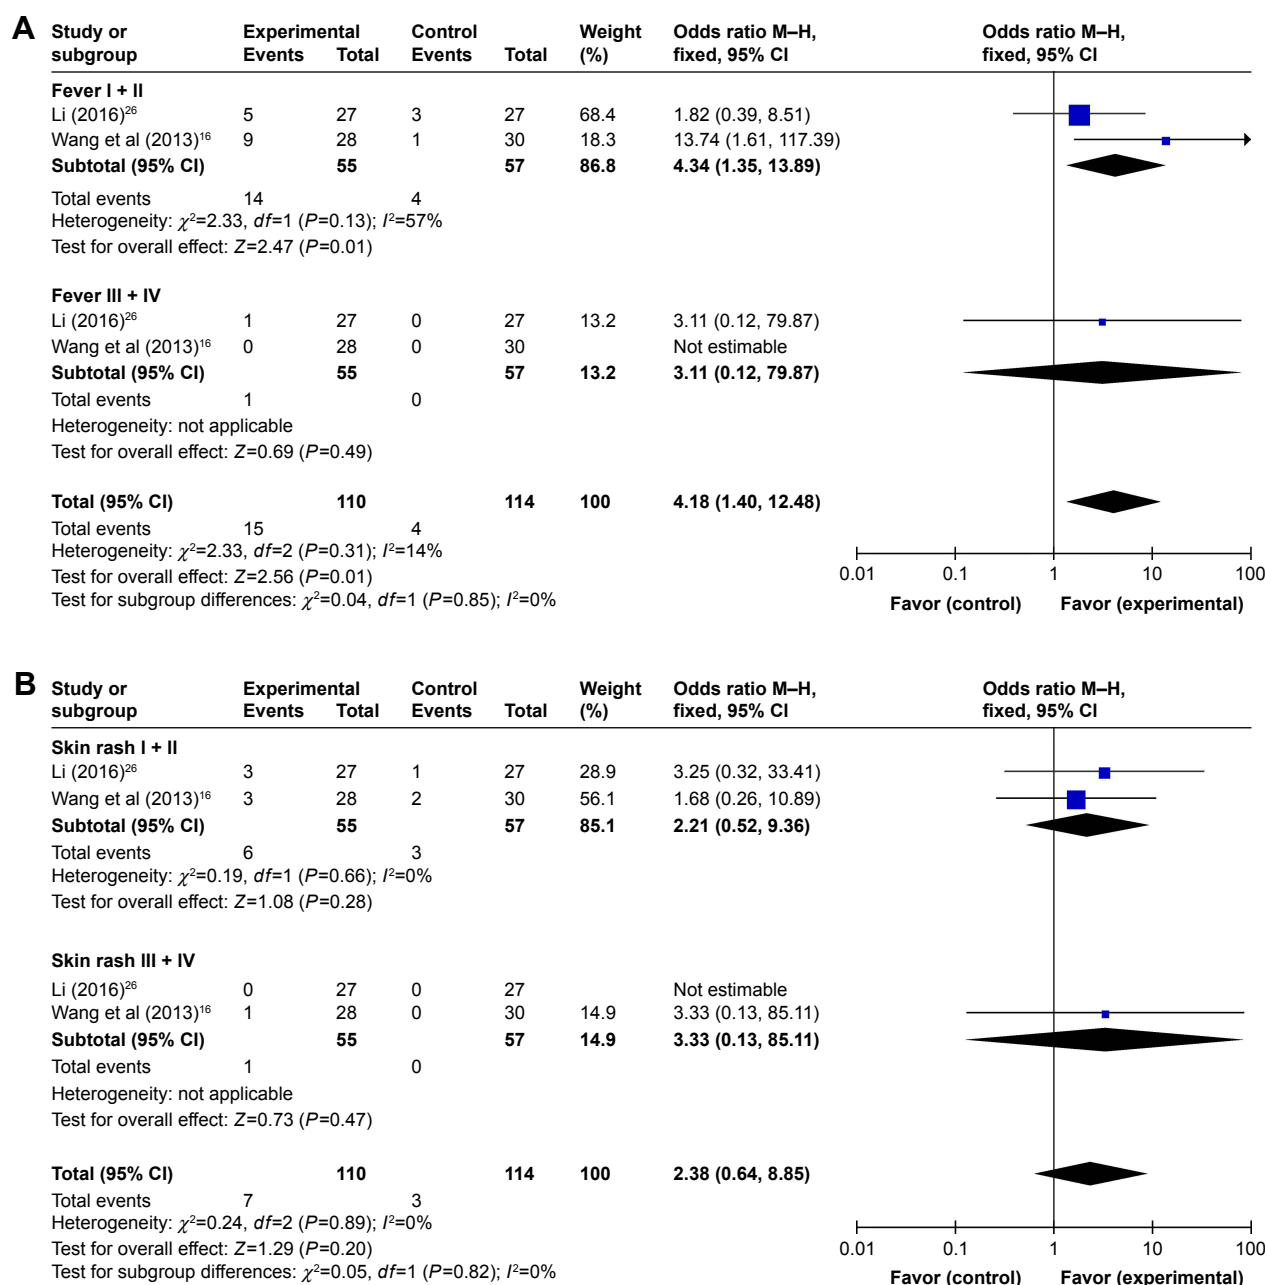 A
Study or Experimental Control Weight Odds ratio M–H, Odds ratio M–H,
subgroup Events Total Events Total (%) fixed, 95% CI fixed, 95% CI
Fever I + II
Li (2016)26 5 27 3 27 68.4 1.82 (0.39, 8.51)
Wang et al (2013)16 9 28 1 30 18.3 13.74 (1.61, 117.39)
Subtotal (95% CI) 55 57 86.8 4.34 (1.35, 13.89)
Total events 14 4
Heterogeneity: χ2=2.33, df=1 (P=0.13); I2=57%
Test for overall effect: Z=2.47 (P=0.01)
Fever III + IV
Li (2016)26 1 27 0 27 13.2 3.11 (0.12, 79.87)
Wang et al (2013)16 0 28 0 30 Not estimable
Subtotal (95% CI) 55 57 13.2 3.11 (0.12, 79.87)
Total events 1 0
Heterogeneity: not applicable
Test for overall effect: Z=0.69 (P=0.49)
Total (95% CI) 110 114 100 4.18 (1.40, 12.48)
Total events 15 4
Heterogeneity: χ2=2.33, df=2 (P=0.31); I2=14%
Test for overall effect: Z=2.56 (P=0.01)
Test for subgroup differences: χ2=0.04, df=1 (P=0.85); I2=0%
0.01 0.1 1 10 100
Favor (control) Favor (experimental)
B
Study or Experimental Control Weight Odds ratio M–H, Odds ratio M–H,
subgroup Events Total Events Total (%) fixed, 95% CI fixed, 95% CI
Skin rash I + II
Li (2016)26 3 27 1 27 28.9 3.25 (0.32, 33.41)
Wang et al (2013)16 3 28 2 30 56.1 1.68 (0.26, 10.89)
Subtotal (95% CI) 55 57 85.1 2.21 (0.52, 9.36)
Total events 6 3
Heterogeneity: χ2=0.19, df=1 (P=0.66); I2=0%
Test for overall effect: Z=1.08 (P=0.28)
Skin rash III + IV
Li (2016)26 0 27 0 27 Not estimable
Wang et al (2013)16 1 28 0 30 14.9 3.33 (0.13, 85.11)
Subtotal (95% CI) 55 57 14.9 3.33 (0.13, 85.11)
Total events 1 0
Heterogeneity: not applicable
Test for overall effect: Z=0.73 (P=0.47)
Total (95% CI) 110 114 100 2.38 (0.64, 8.85)
Total events 7 3
Heterogeneity: χ2=0.24, df=2 (P=0.89); I2=0%
Test for overall effect: Z=1.29 (P=0.20)
Test for subgroup differences: χ2=0.05, df=1 (P=0.82); I2=0%
0.01 0.1 1 10 100
Favor (control) Favor (experimental)